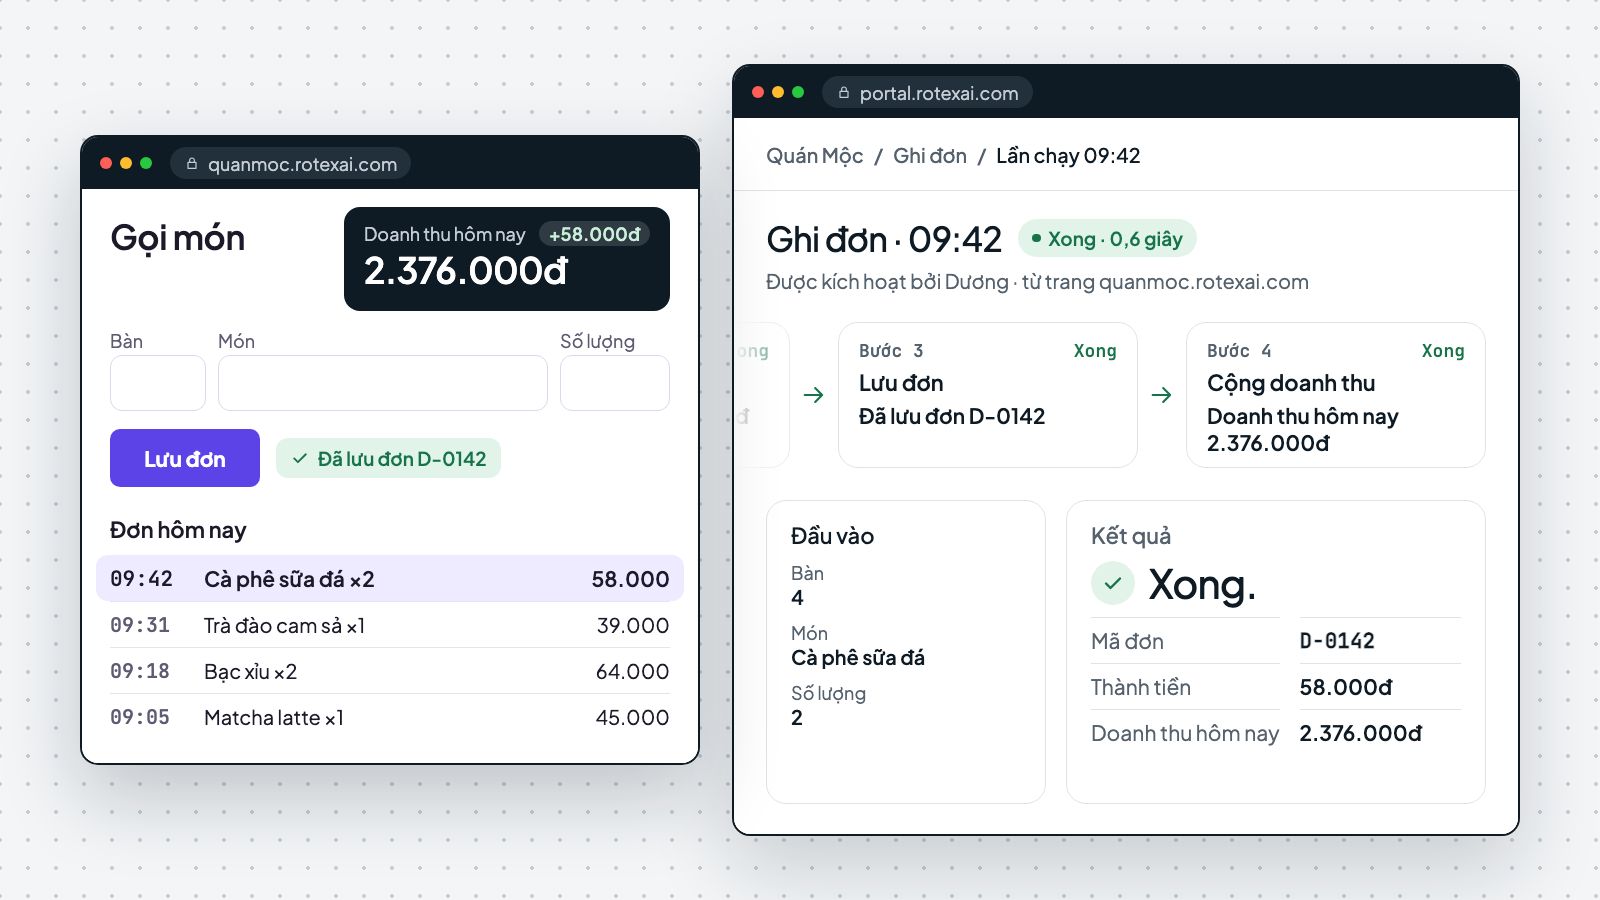 quanmoc.rotexai.com
Gọi món
Doanh thu hôm nay +58.000đ
2.376.000đ
Bàn Món Số lượng
Lưu đơn Đã lưu đơn D-0142
Đơn hôm nay
09:42 Cà phê sữa đá ×2 58.000
09:31 Trà đào cam sả ×1 39.000
09:18 Bạc xỉu ×2 64.000
09:05 Matcha latte ×1 45.000
portal.rotexai.com
Quán Mộc / Ghi đơn / Lần chạy 09:42
Ghi đơn · 09:42 Xong · 0,6 giây
Được kích hoạt bởi Dương · từ trang quanmoc.rotexai.com
ong
đ
Bước 3 Xong
Lưu đơn
Đã lưu đơn D-0142
Bước 4 Xong
Cộng doanh thu
Doanh thu hôm nay
2.376.000đ
Đầu vào
Bàn
4
Món
Cà phê sữa đá
Số lượng
2
Kết quả
Xong.
Mã đơn D-0142
Thành tiền 58.000đ
Doanh thu hôm nay 2.376.000đ